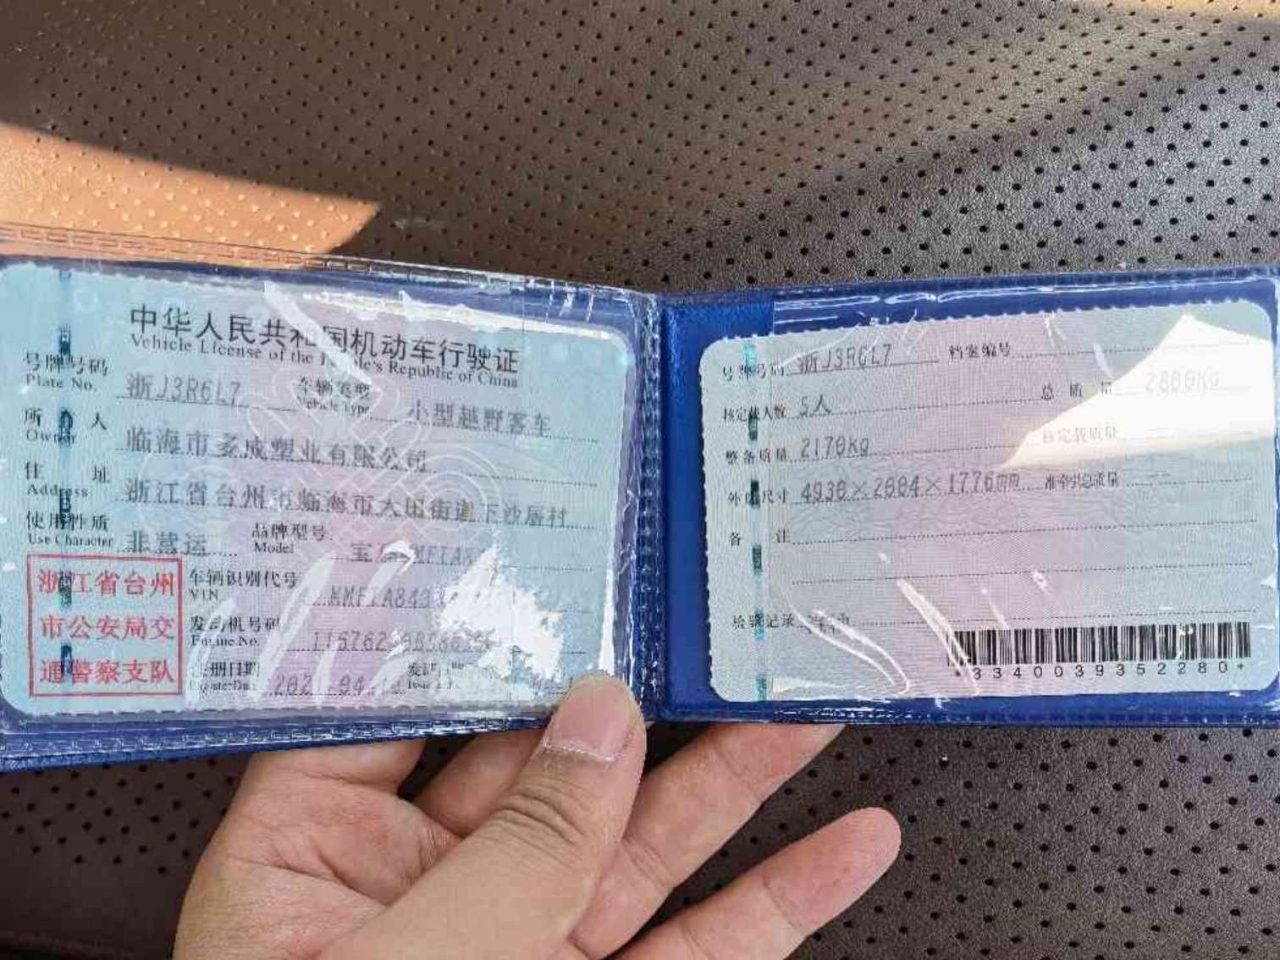 中华人民共和国机动车行驶证
Vehicle License of the People's Republic of China
号牌号码 浙J3R6L7 车辆类型 小型越野客车
Plate No. Vehicle Type
所有人 临海市多成塑业有限公司
Owner
住址 浙江省台州市临海市大田街道下沙屠村
Address
使用性质 非营运 品牌型号
Use Character Model 宝
浙江省台州
市公安局交
通警察支队
车辆识别代号
VIN
发动机号码
Engine No.
注册日期 发证日期
Register Date
号牌号码 浙J3R6L7 档案编号
核定载人数 5人 总质量
整备质量 2170Kg 核定载质量
外廓尺寸 4930×2004×1776mm 准牵引总质量 --
备注
检验记录
*3340039352280*